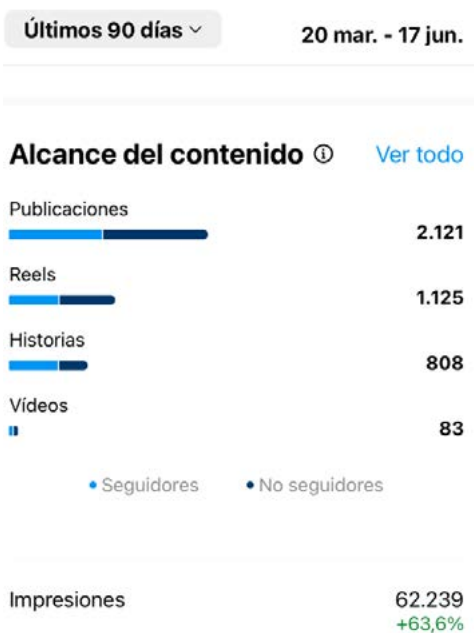 Últimos 90 días
20 mar. - 17 jun.
Alcance del contenido
Ver todo
Publicaciones
2.121
Reels
1.125
Historias
808
Vídeos
83
Seguidores
No seguidores
Impresiones
62.239
+63,6%